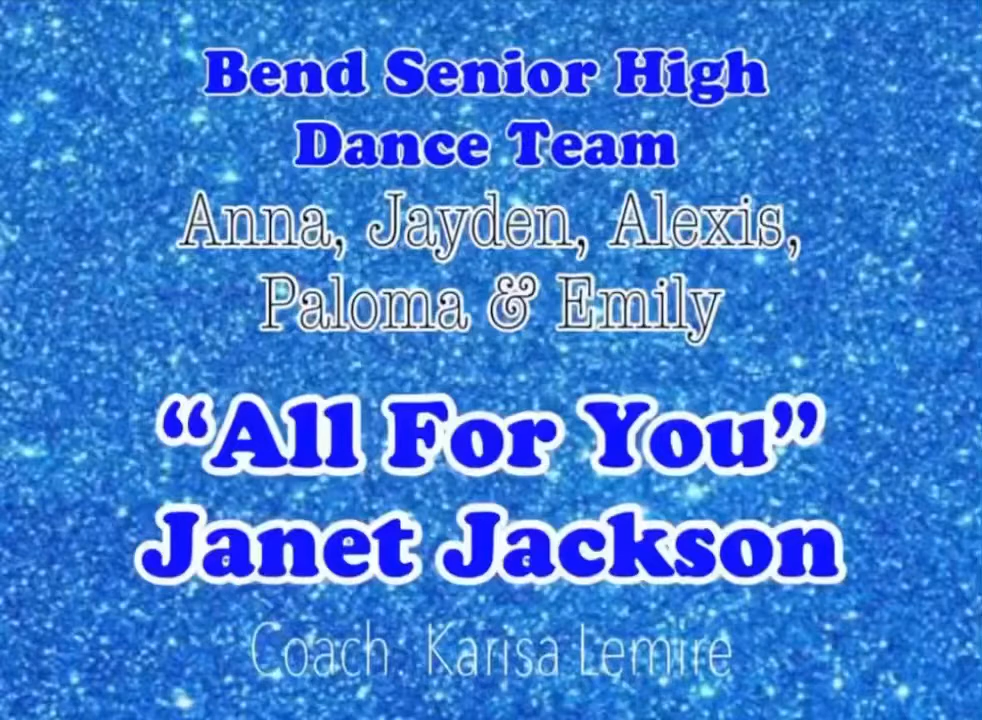 Bend Senior High
Dance Team
Anna, Jayden, Alexis,
Paloma & Emily
“All For You”
Janet Jackson
Coach: Karisa Lemire